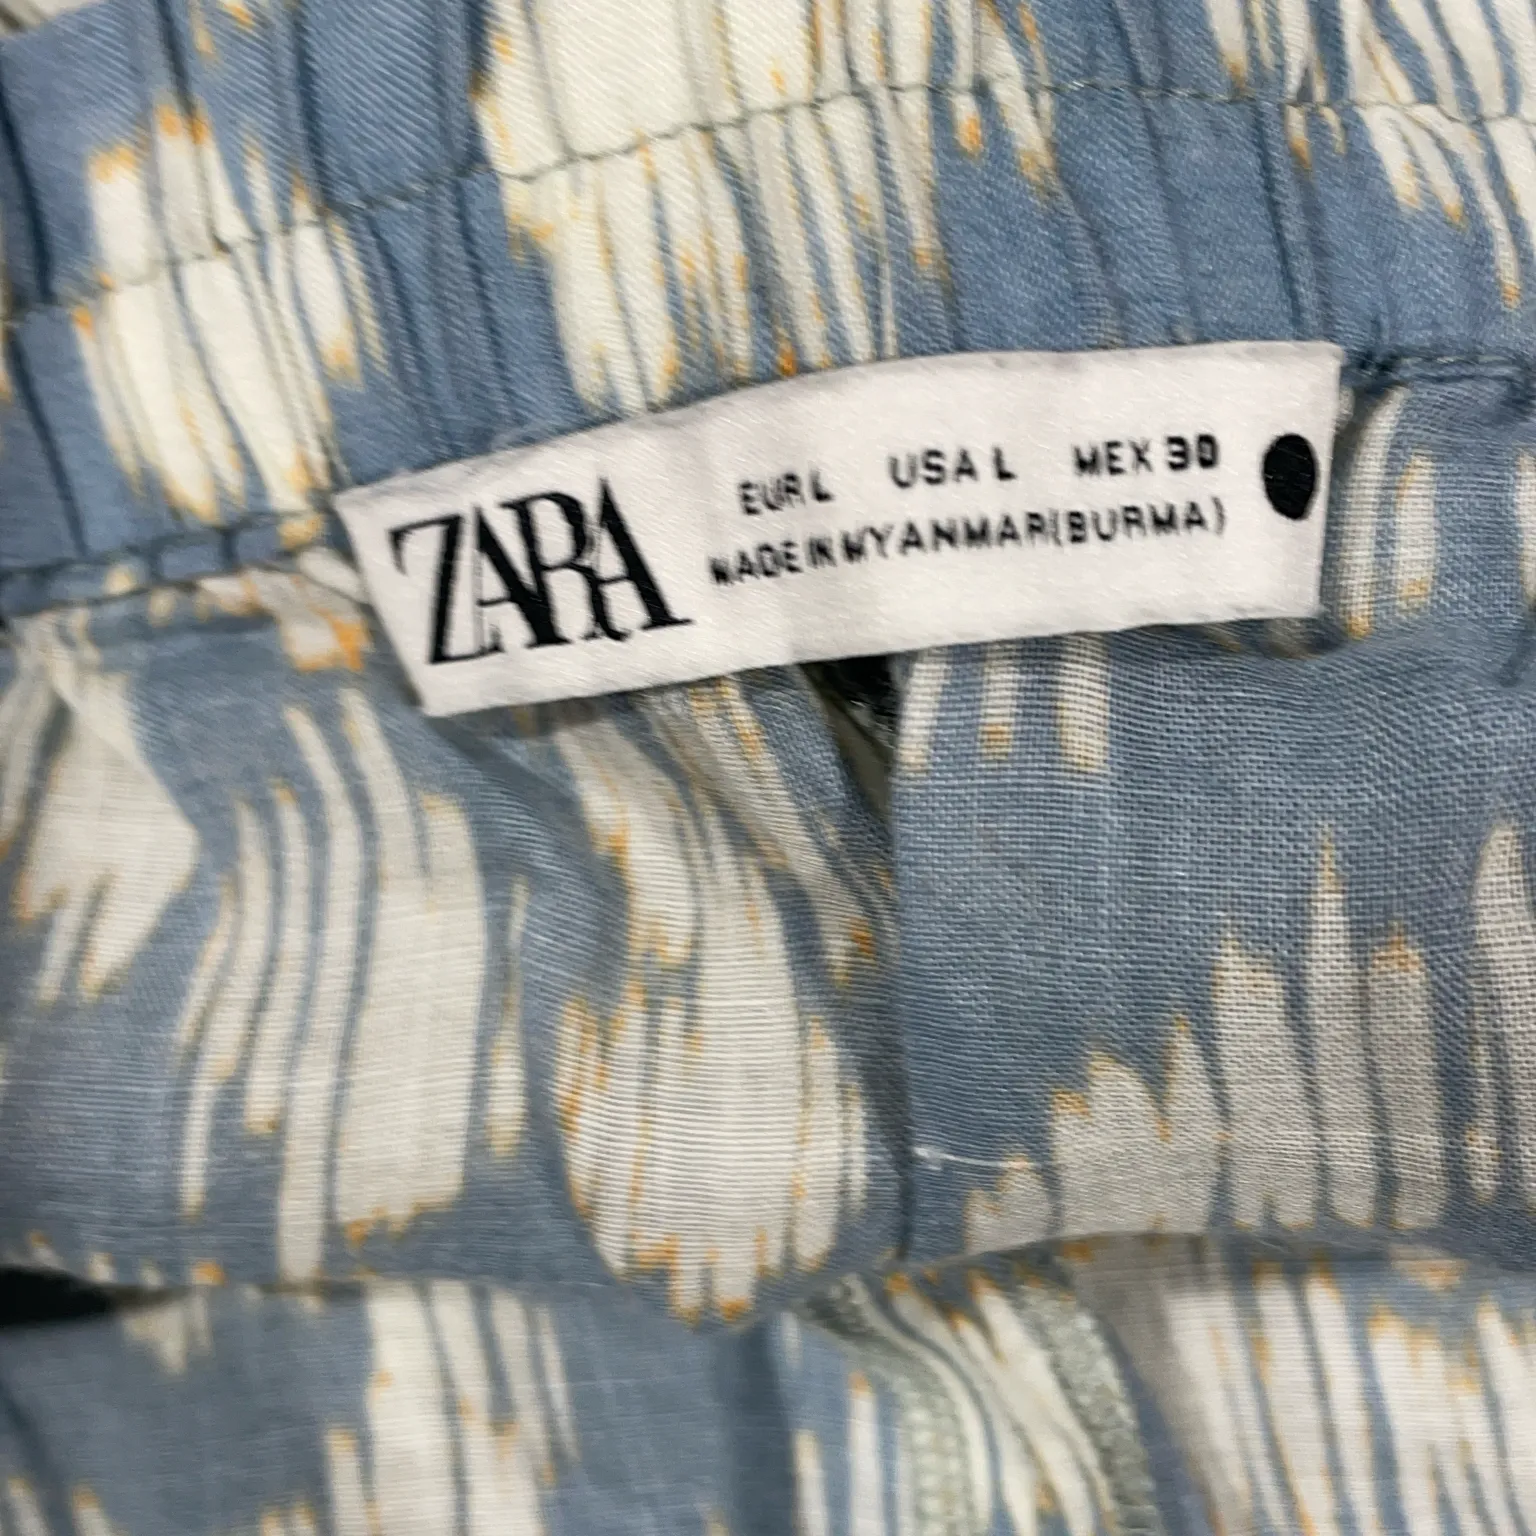 ZARA
EUR L USA L MEX 30
MADE IN MYANMAR(BURMA)